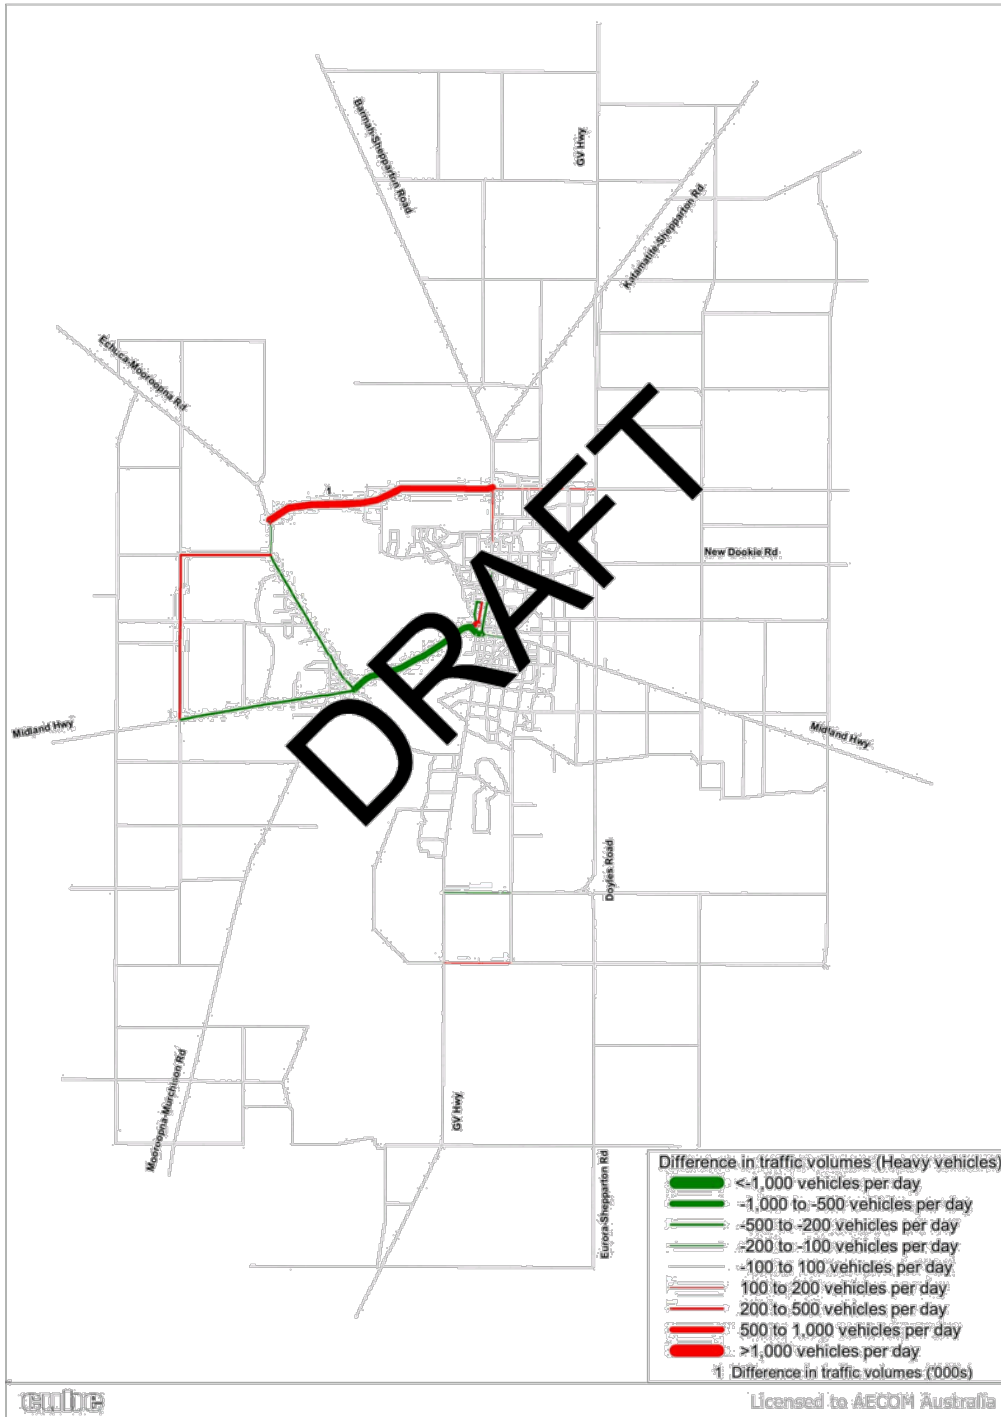 Barmah-Shepparton Road
GV Hwy
Katamatite-Shepparton Rd
Echuca-Mooroopna Rd
1
New Dookie Rd
DRAFT
Midland Hwy
Midland Hwy
Doyles Road
Mooroopna-Murchison Rd
GV Hwy
Eurora-Shepparton Rd
Difference in traffic volumes (Heavy vehicles)
<-1,000 vehicles per day
-1,000 to -500 vehicles per day
-500 to -200 vehicles per day
-200 to -100 vehicles per day
-100 to 100 vehicles per day
100 to 200 vehicles per day
200 to 500 vehicles per day
500 to 1,000 vehicles per day
>1,000 vehicles per day
1 Difference in traffic volumes ('000s)
cube
Licensed to AECOM Australia